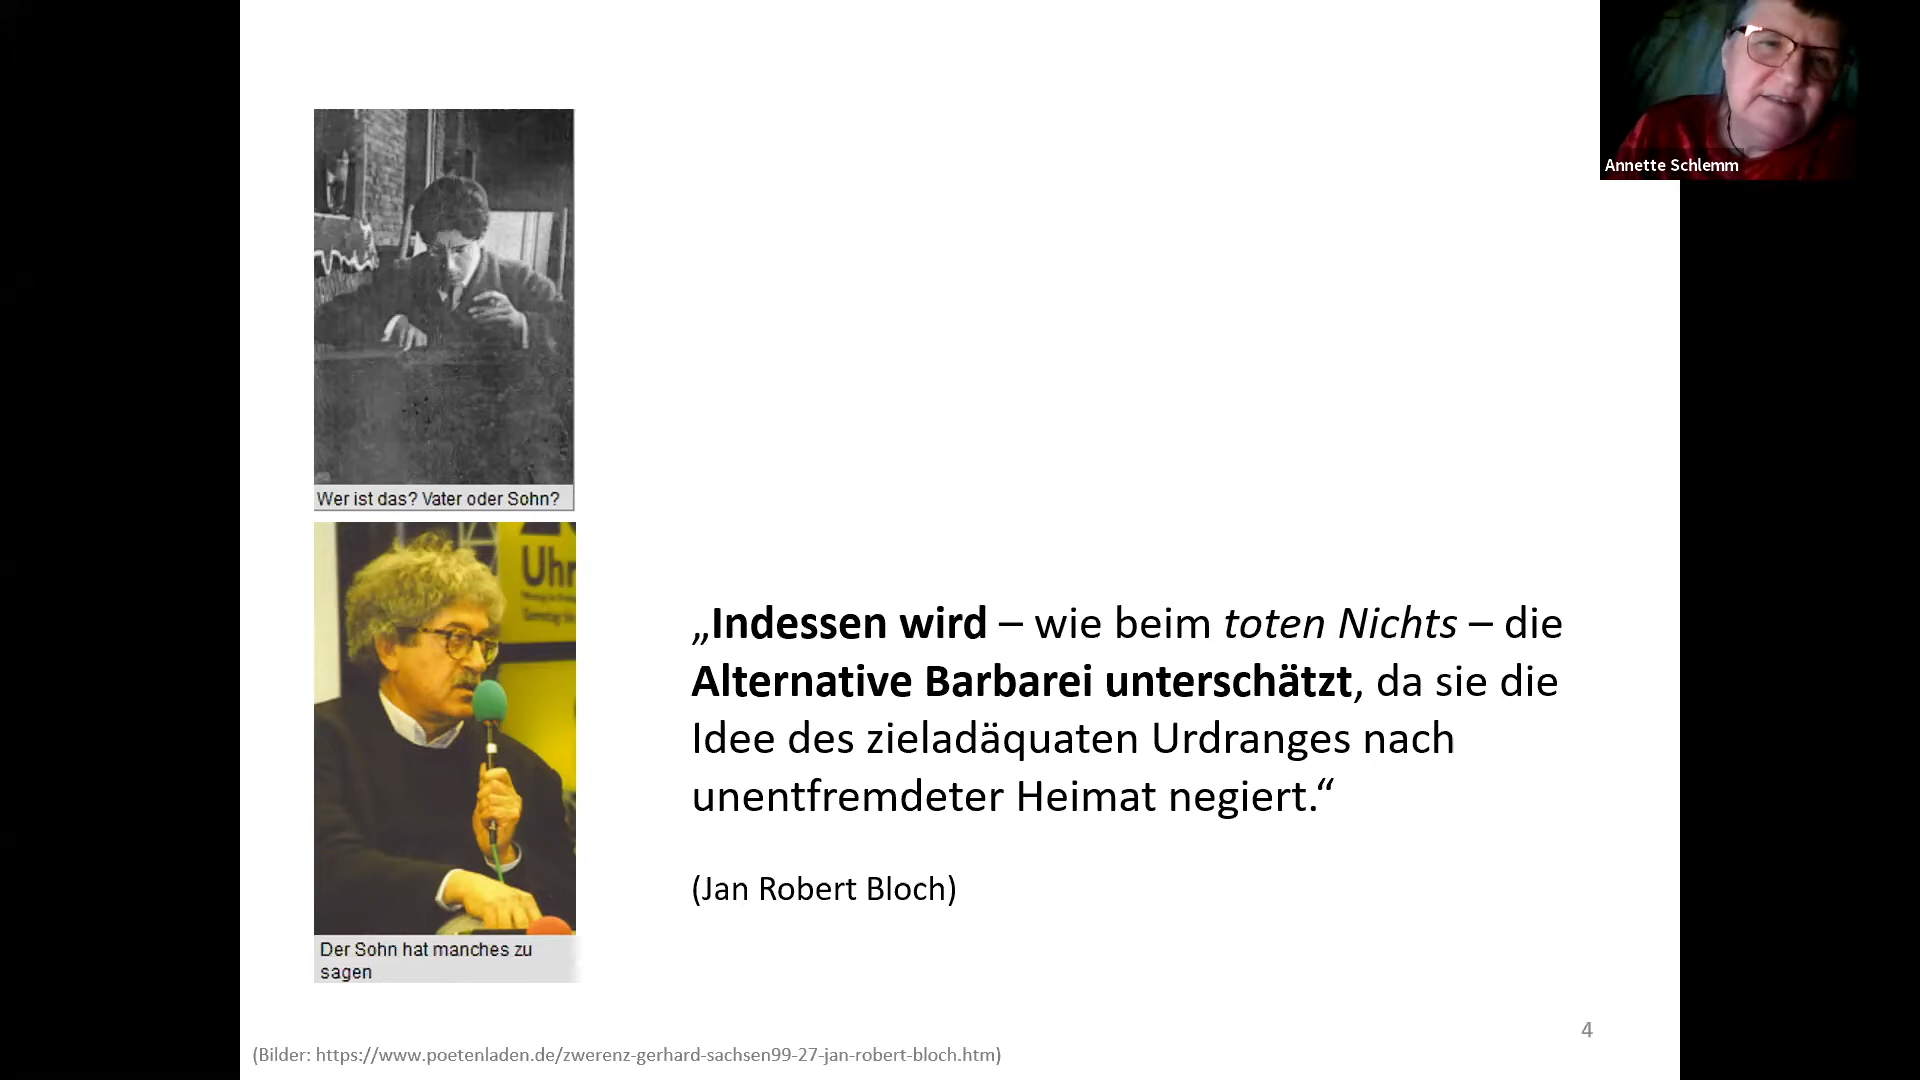 Annette Schlemm
Wer ist das? Vater oder Sohn?
Uhr
Der Sohn hat manches zu
sagen
„Indessen wird – wie beim toten Nichts – die
Alternative Barbarei unterschätzt, da sie die
Idee des zieladäquaten Urdranges nach
unentfremdeter Heimat negiert.“
(Jan Robert Bloch)
4
(Bilder: https://www.poetenladen.de/zwerenz-gerhard-sachsen99-27-jan-robert-bloch.htm)